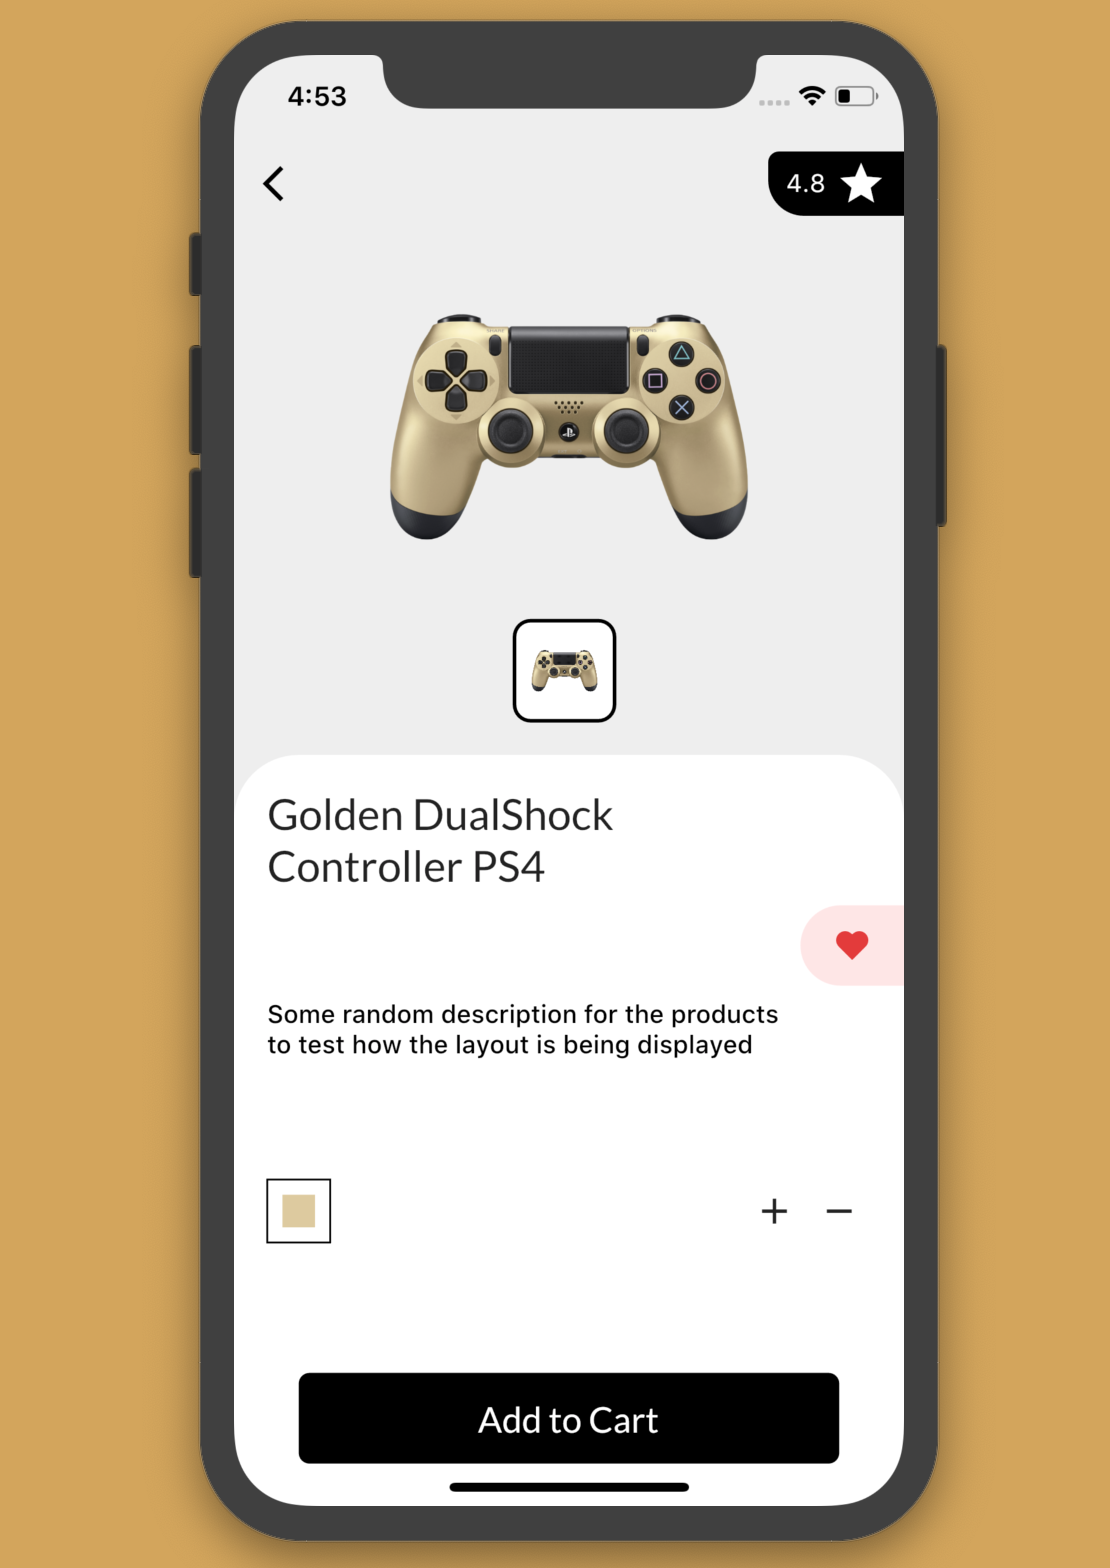 4:53
4.8
Golden DualShock
Controller PS4
Some random description for the products
to test how the layout is being displayed
Add to Cart